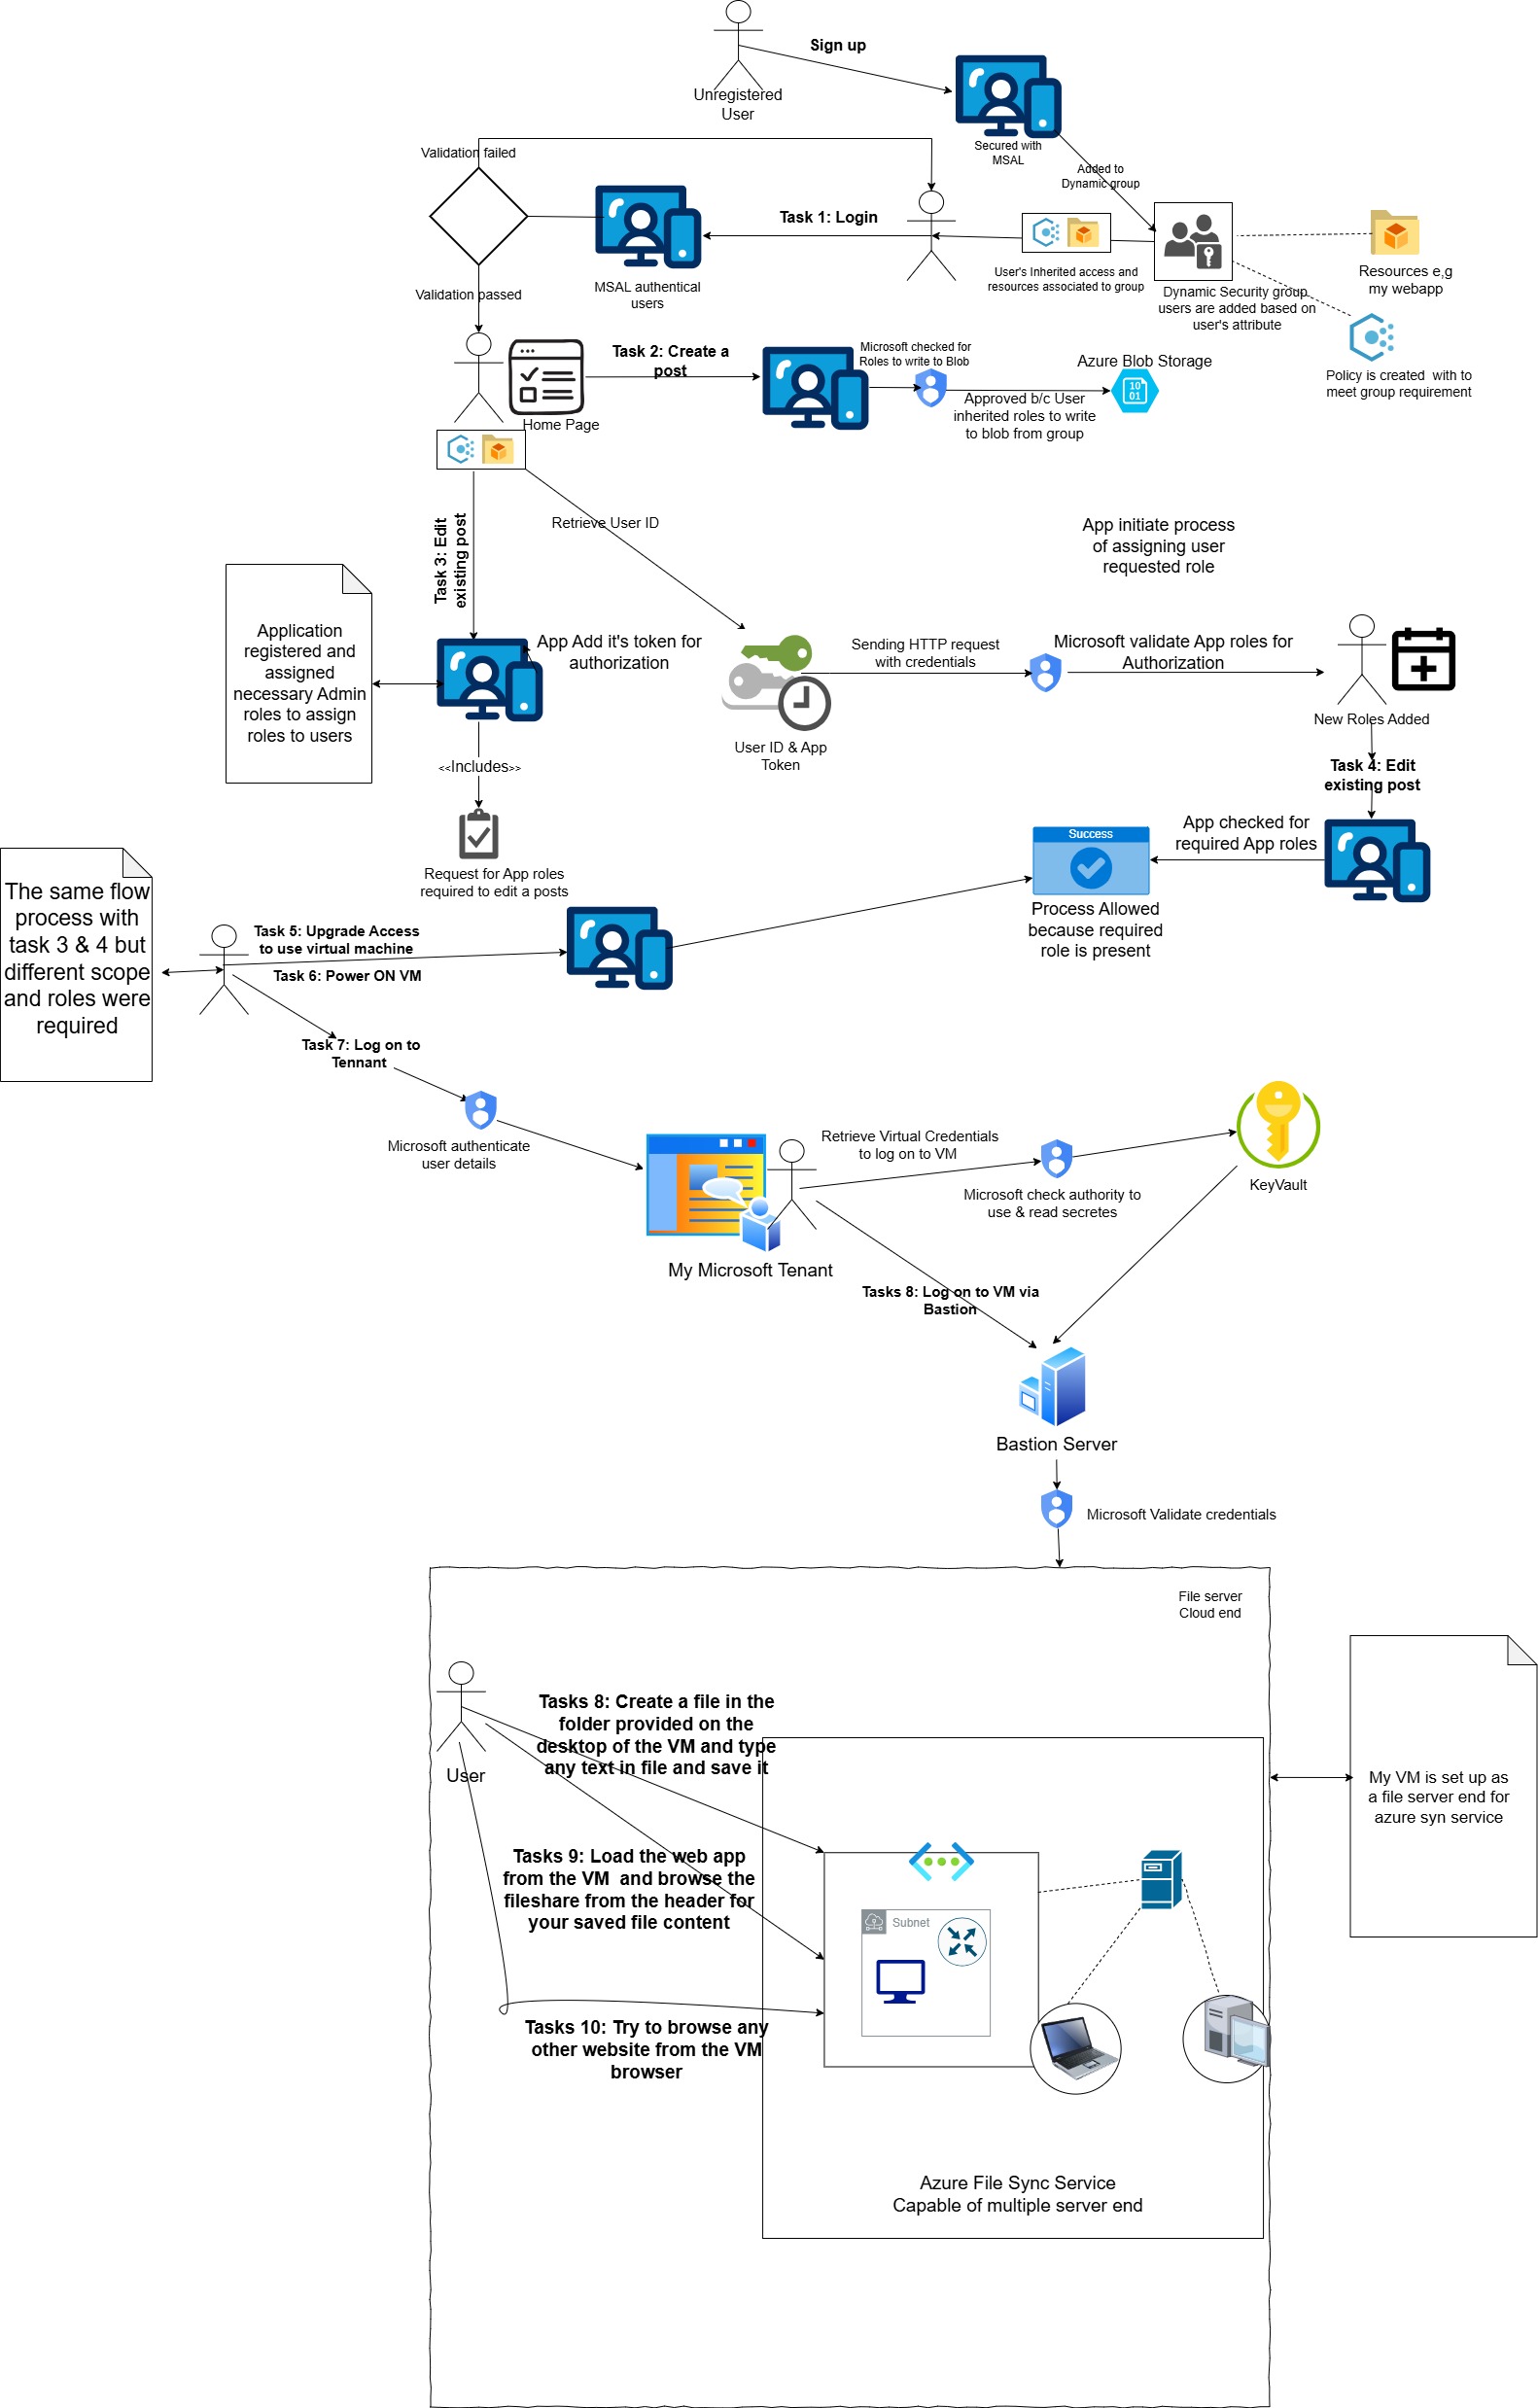 Sign up
Unregistered
User
Secured with
MSAL
Validation failed
Added to
Dynamic group
Task 1: Login
User's Inherited access and
resources associated to group
Resources e,g
my webapp
MSAL authentical
users
Validation passed
Dynamic Security group
users are added based on
user's attribute
Policy is created  with to
meet group requirement
Task 2: Create a
post
Microsoft checked for
Roles to write to Blob
Azure Blob Storage
Approved b/c User
inherited roles to write
to blob from group
10
01
Home Page
Retrieve User ID
Task 3: Edit
existing post
App initiate process
of assigning user
requested role
Application
registered and
assigned
necessary Admin
roles to assign
roles to users
App Add it's token for
authorization
Sending HTTP request
with credentials
Microsoft validate App roles for
Authorization
New Roles Added
User ID & App
Token
<<Includes>>
Task 4: Edit
existing post
Request for App roles
required to edit a posts
App checked for
required App roles
Success
Process Allowed
because required
role is present
The same flow
process with
task 3 & 4 but
different scope
and roles were
required
Task 5: Upgrade Access
to use virtual machine
Task 6: Power ON VM
Task 7: Log on to
Tennant
Microsoft authenticate
user details
Retrieve Virtual Credentials
to log on to VM
Microsoft check authority to
use & read secretes
KeyVault
My Microsoft Tenant
Tasks 8: Log on to VM via
Bastion
Bastion Server
Microsoft Validate credentials
File server
Cloud end
User
Tasks 8: Create a file in the
folder provided on the
desktop of the VM and type
any text in file and save it
My VM is set up as
a file server end for
azure syn service
Tasks 9: Load the web app
from the VM  and browse the
fileshare from the header for
your saved file content
Subnet
Tasks 10: Try to browse any
other website from the VM
browser
Azure File Sync Service
Capable of multiple server end